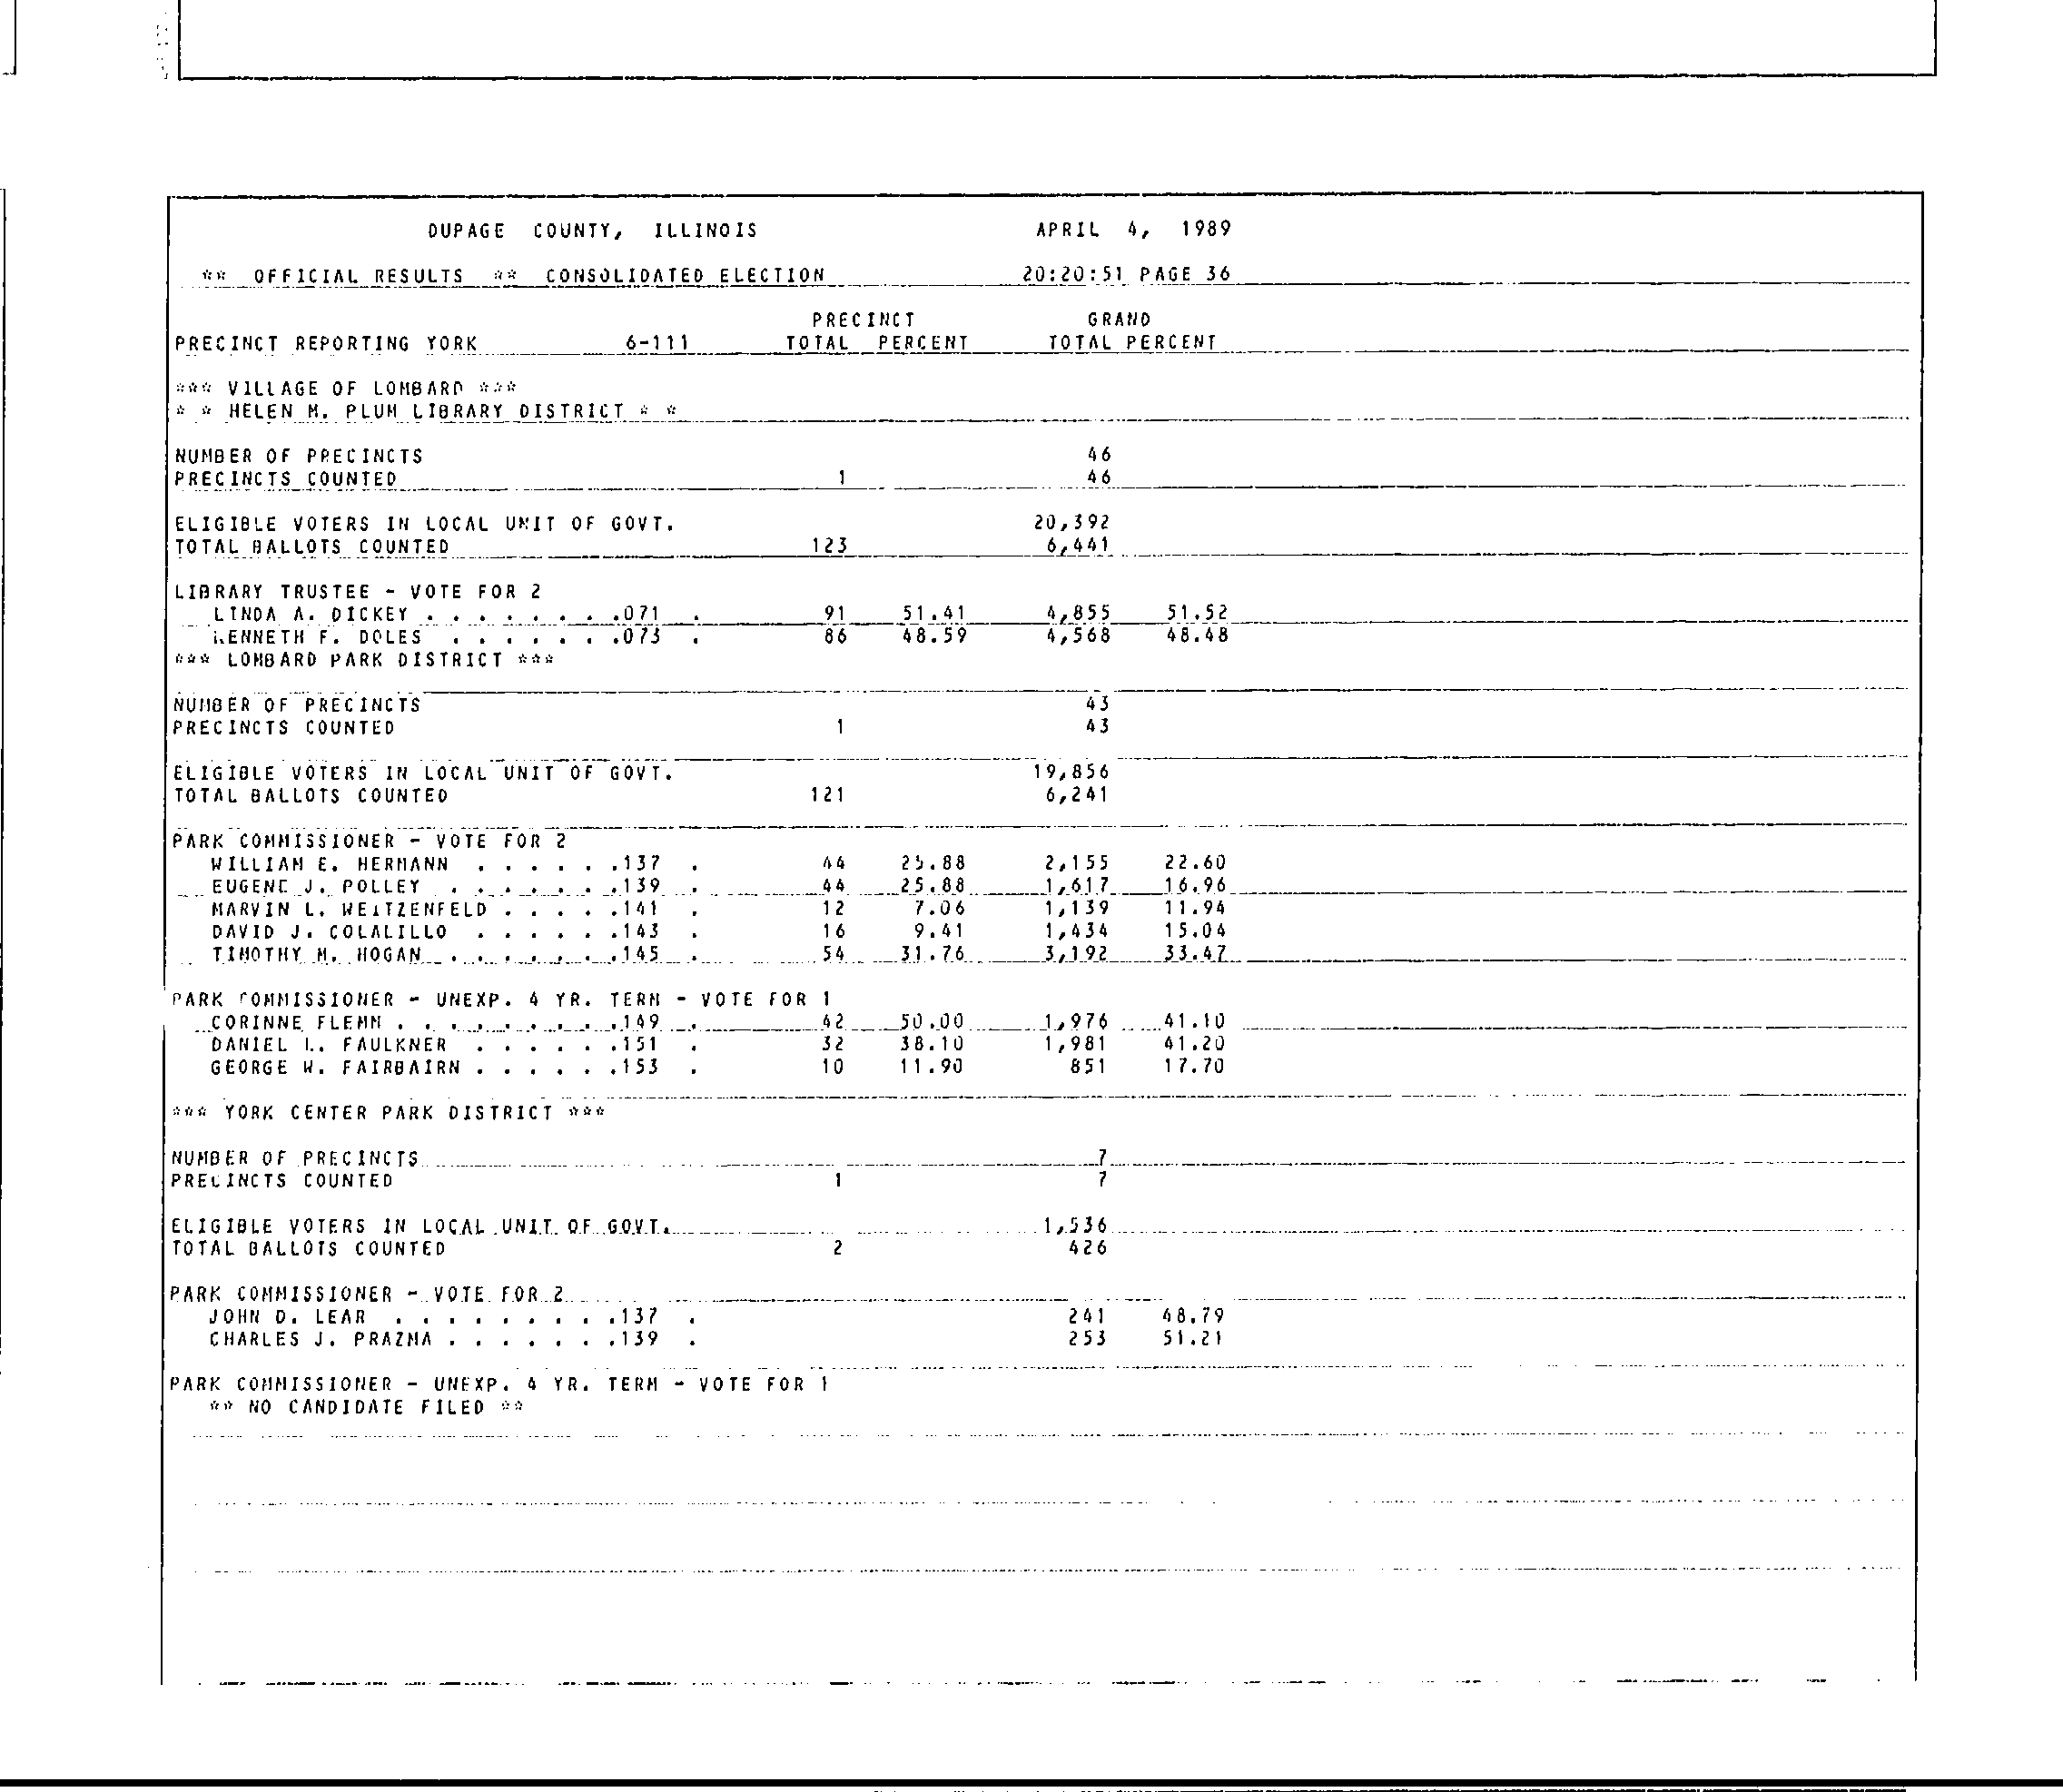 DUPAGE COUNTY, ILLINOIS APRIL 4, 1989
** OFFICIAL RESULTS ** CONSOLIDATED ELECTION 20:20:51 PAGE 36
PRECINCT GRAND
PRECINCT REPORTING YORK 6-111 TOTAL PERCENT TOTAL PERCENT
*** VILLAGE OF LOMBARD ***
* * HELEN M. PLUM LIBRARY DISTRICT * *
NUMBER OF PRECINCTS 46
PRECINCTS COUNTED 1 46
ELIGIBLE VOTERS IN LOCAL UNIT OF GOVT. 20,392
TOTAL BALLOTS COUNTED 123 6,441
LIBRARY TRUSTEE - VOTE FOR 2
LINDA A. DICKEY . . . . . . . .071 . 91 51.41 4,855 51.52
KENNETH F. DOLES . . . . . . .073 . 86 48.59 4,568 48.48
*** LOMBARD PARK DISTRICT ***
NUMBER OF PRECINCTS 43
PRECINCTS COUNTED 1 43
ELIGIBLE VOTERS IN LOCAL UNIT OF GOVT. 19,856
TOTAL BALLOTS COUNTED 121 6,241
PARK COMMISSIONER - VOTE FOR 2
WILLIAM E. HERMANN . . . . . .137 . 44 25.88 2,155 22.60
EUGENE J. POLLEY . . . . . . .139 . 44 25.88 1,617 16.96
MARVIN L. WEITZENFELD . . . . .141 . 12 7.06 1,139 11.94
DAVID J. COLALILLO . . . . . .143 . 16 9.41 1,434 15.04
TIMOTHY M. HOGAN . . . . . . .145 . 54 31.76 3,192 33.47
PARK COMMISSIONER - UNEXP. 4 YR. TERM - VOTE FOR 1
CORINNE FLEMM . . . . . . . . .149 . 42 50.00 1,976 41.10
DANIEL L. FAULKNER . . . . . .151 . 32 38.10 1,981 41.20
GEORGE W. FAIRBAIRN . . . . . .153 . 10 11.90 851 17.70
*** YORK CENTER PARK DISTRICT ***
NUMBER OF PRECINCTS 7
PRECINCTS COUNTED 1 7
ELIGIBLE VOTERS IN LOCAL UNIT OF GOVT. 1,536
TOTAL BALLOTS COUNTED 2 426
PARK COMMISSIONER - VOTE FOR 2
JOHN D. LEAR . . . . . . . . .137 . 241 48.79
CHARLES J. PRAZMA . . . . . . .139 . 253 51.21
PARK COMMISSIONER - UNEXP. 4 YR. TERM - VOTE FOR 1
** NO CANDIDATE FILED **